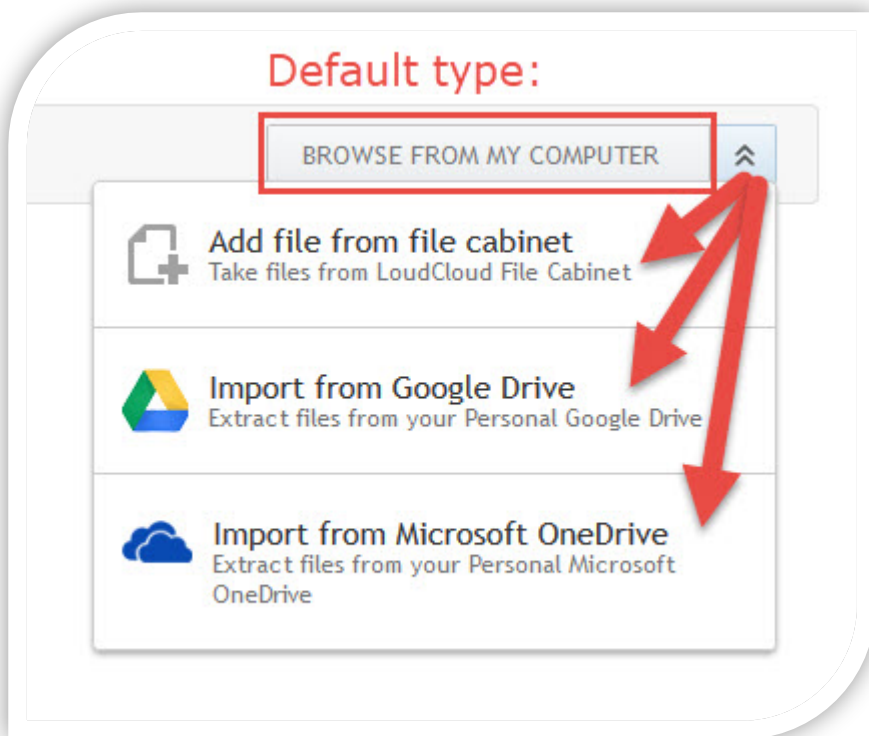 Default type:
BROWSE FROM MY COMPUTER
Add file from file cabinet
Take files from LoudCloud File Cabinet
Import from Google Drive
Extract files from your Personal Google Drive
Import from Microsoft OneDrive
Extract files from your Personal Microsoft
OneDrive